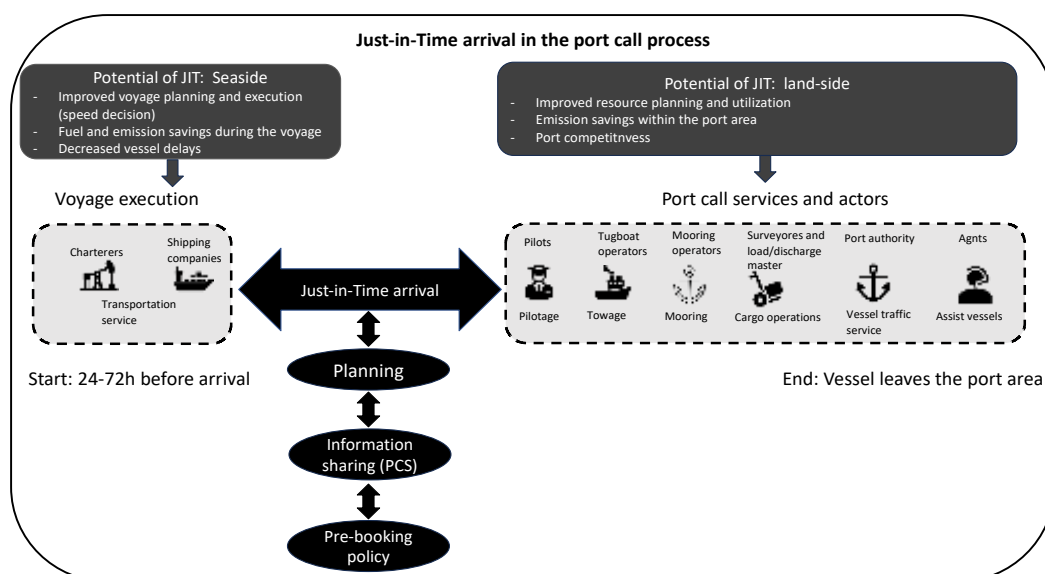 Just-in-Time arrival in the port call process
Potential of JIT: Seaside
- Improved voyage planning and execution
(speed decision)
- Fuel and emission savings during the voyage
- Decreased vessel delays
Potential of JIT: land-side
- Improved resource planning and utilization
- Emission savings within the port area
- Port competitnvess
Voyage execution
Port call services and actors
Charterers
Shipping
companies
Transportation
service
Just-in-Time arrival
Pilots
Pilotage
Tugboat
operators
Towage
Mooring
operators
Mooring
Surveyores and
load/discharge
master
Cargo operations
Port authority
Vessel traffic
service
Agnts
Assist vessels
Start: 24-72h before arrival
End: Vessel leaves the port area
Planning
Information
sharing (PCS)
Pre-booking
policy